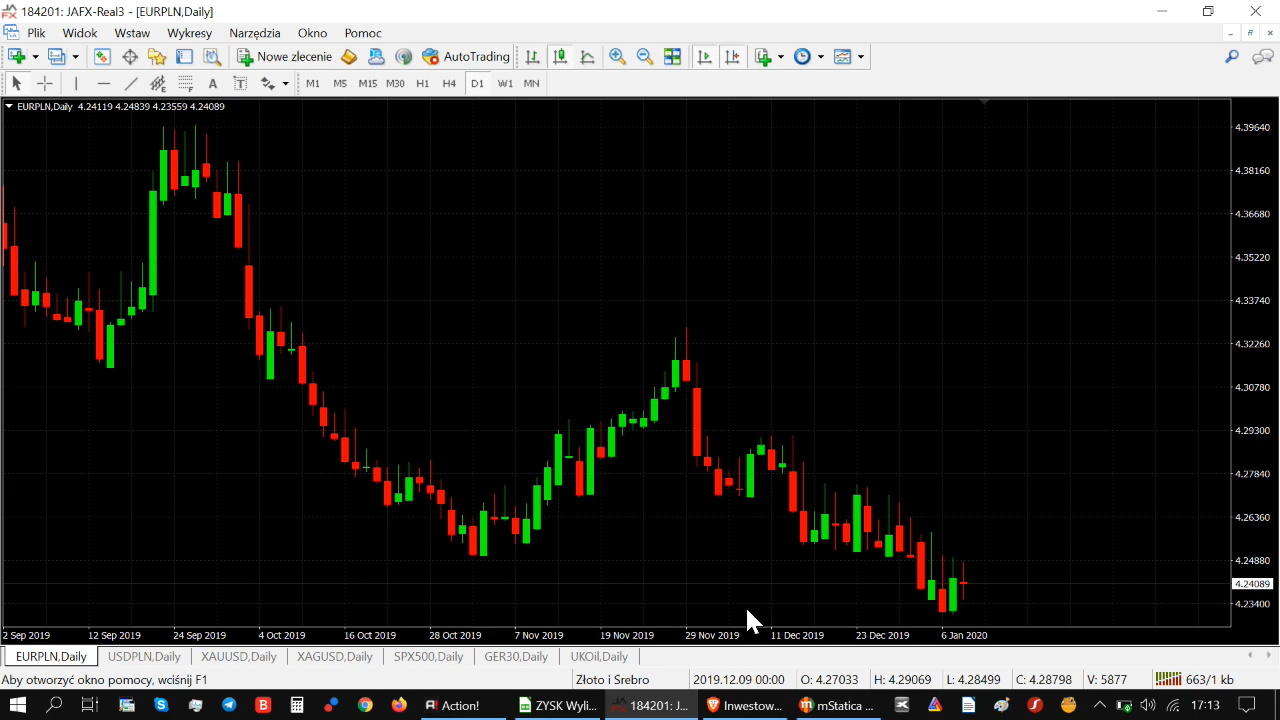 184201: JAFX-Real3 - [EURPLN,Daily]
Plik Widok Wstaw Wykresy Narzędzia Okno Pomoc
Nowe zlecenie AutoTrading
A T M1 M5 M15 M30 H1 H4 D1 W1 MN
EURPLN,Daily 4.24119 4.24839 4.23559 4.24089
4.39640
4.38160
4.36680
4.35220
4.33740
4.32260
4.30780
4.29300
4.27840
4.26360
4.24880
4.24089
4.23400
2 Sep 2019 12 Sep 2019 24 Sep 2019 4 Oct 2019 16 Oct 2019 28 Oct 2019 7 Nov 2019 19 Nov 2019 29 Nov 2019 11 Dec 2019 23 Dec 2019 6 Jan 2020
EURPLN,Daily USDPLN,Daily XAUUSD,Daily XAGUSD,Daily SPX500,Daily GER30,Daily UKOil,Daily
Aby otworzyć okno pomocy, wciśnij F1 Złoto i Srebro 2019.12.09 00:00 O: 4.27033 H: 4.29069 L: 4.28499 C: 4.28798 V: 5877 663/1 kb
Action! ZYSK Wyli... 184201: J... Inwestow... mStatica ... 17:13